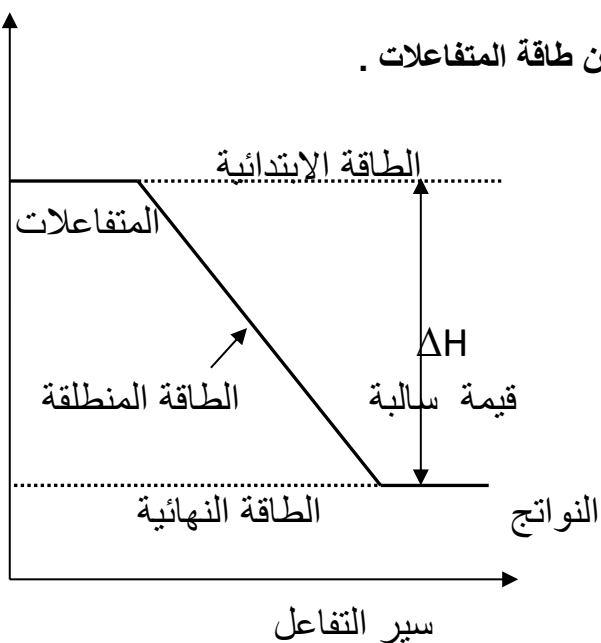 ن طاقة المتفاعلات .
الطاقة الابتدائية
المتفاعلات
ΔH
الطاقة المنطلقة
قيمة سالبة
الطاقة النهائية
النواتج
سير التفاعل